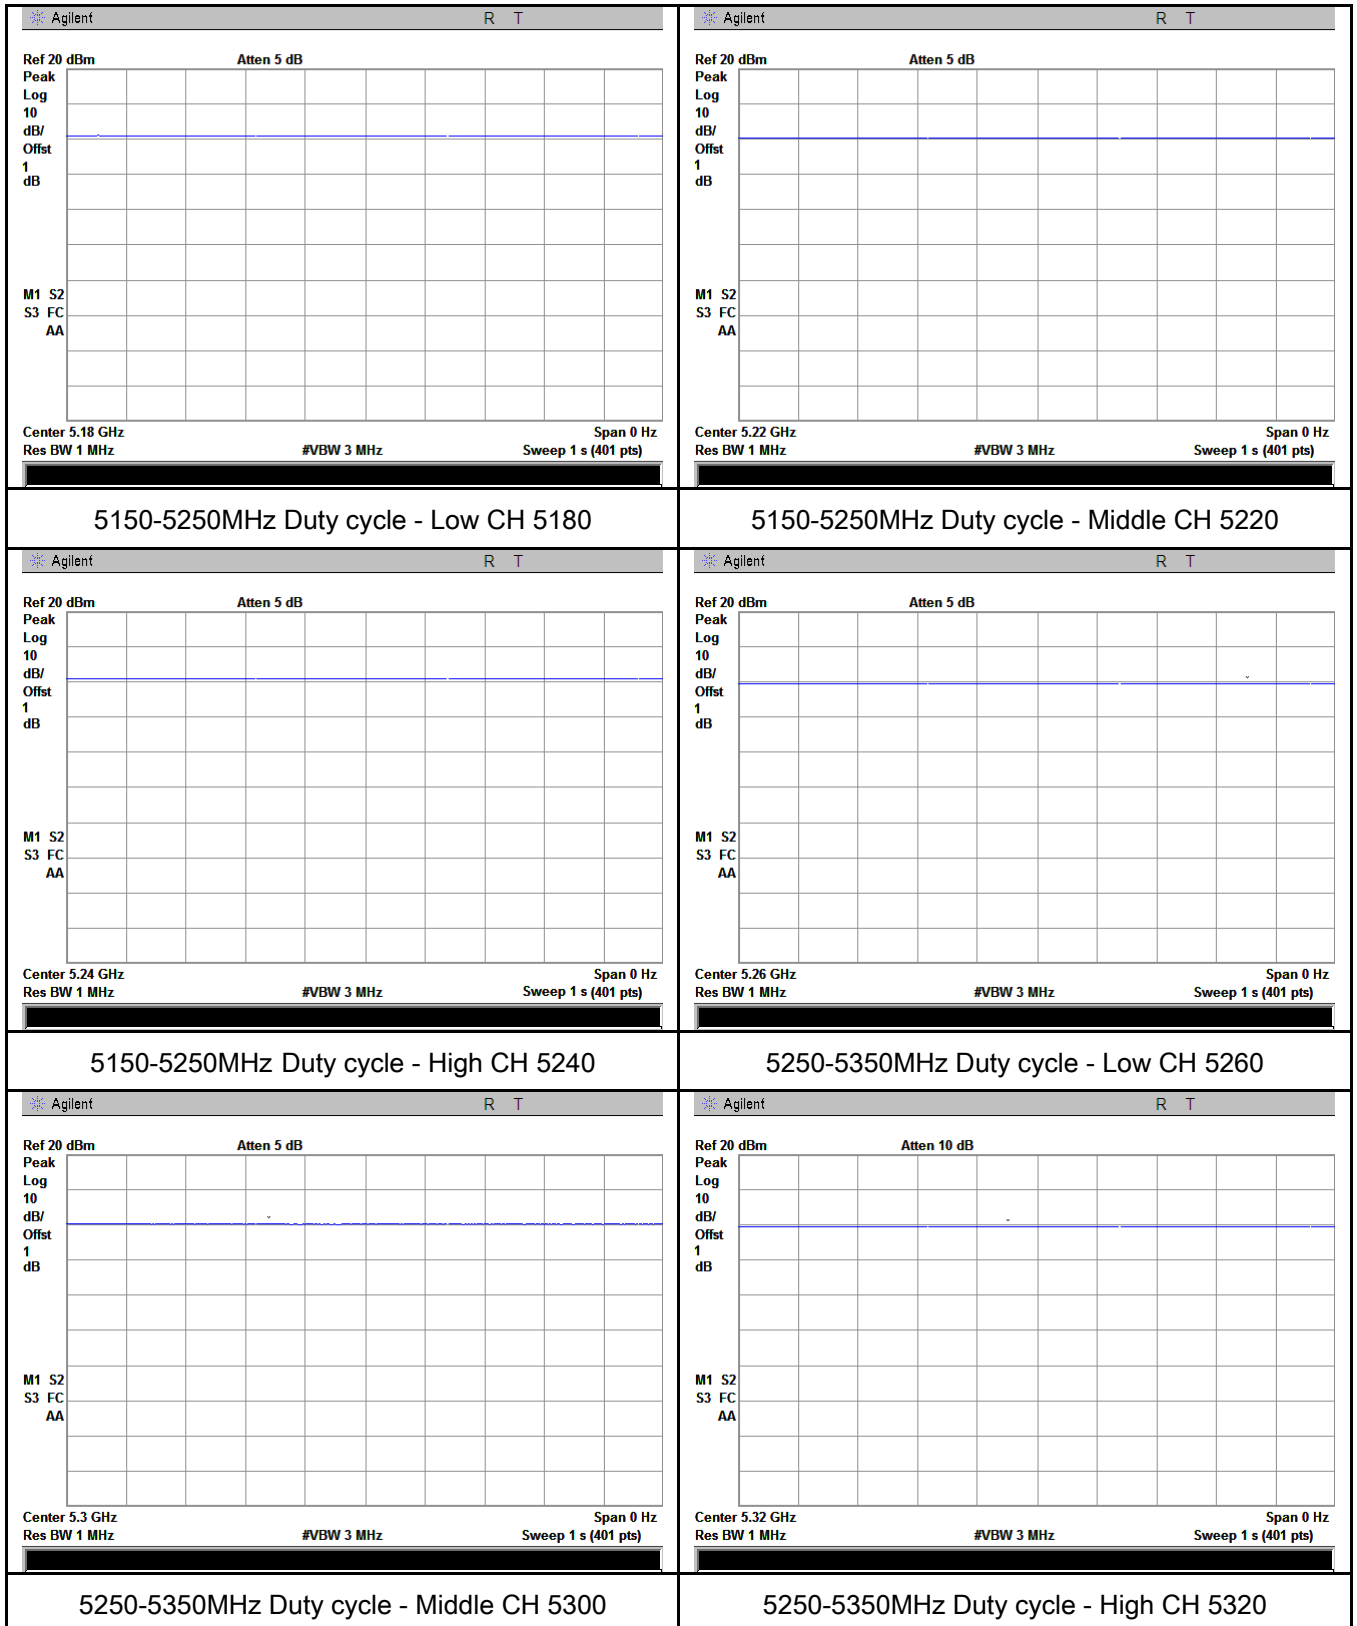 Agilent R T
Ref 20 dBm Atten 5 dB
Peak
Log
10
dB/
Offst
1
dB
M1 S2
S3 FC
AA
Center 5.18 GHz Span 0 Hz
Res BW 1 MHz #VBW 3 MHz Sweep 1 s (401 pts)
5150-5250MHz Duty cycle - Low CH 5180
Agilent R T
Ref 20 dBm Atten 5 dB
Peak
Log
10
dB/
Offst
1
dB
M1 S2
S3 FC
AA
Center 5.22 GHz Span 0 Hz
Res BW 1 MHz #VBW 3 MHz Sweep 1 s (401 pts)
5150-5250MHz Duty cycle - Middle CH 5220
Agilent R T
Ref 20 dBm Atten 5 dB
Peak
Log
10
dB/
Offst
1
dB
M1 S2
S3 FC
AA
Center 5.24 GHz Span 0 Hz
Res BW 1 MHz #VBW 3 MHz Sweep 1 s (401 pts)
5150-5250MHz Duty cycle - High CH 5240
Agilent R T
Ref 20 dBm Atten 5 dB
Peak
Log
10
dB/
Offst
1
dB
M1 S2
S3 FC
AA
Center 5.26 GHz Span 0 Hz
Res BW 1 MHz #VBW 3 MHz Sweep 1 s (401 pts)
5250-5350MHz Duty cycle - Low CH 5260
Agilent R T
Ref 20 dBm Atten 5 dB
Peak
Log
10
dB/
Offst
1
dB
M1 S2
S3 FC
AA
Center 5.3 GHz Span 0 Hz
Res BW 1 MHz #VBW 3 MHz Sweep 1 s (401 pts)
5250-5350MHz Duty cycle - Middle CH 5300
Agilent R T
Ref 20 dBm Atten 10 dB
Peak
Log
10
dB/
Offst
1
dB
M1 S2
S3 FC
AA
Center 5.32 GHz Span 0 Hz
Res BW 1 MHz #VBW 3 MHz Sweep 1 s (401 pts)
5250-5350MHz Duty cycle - High CH 5320